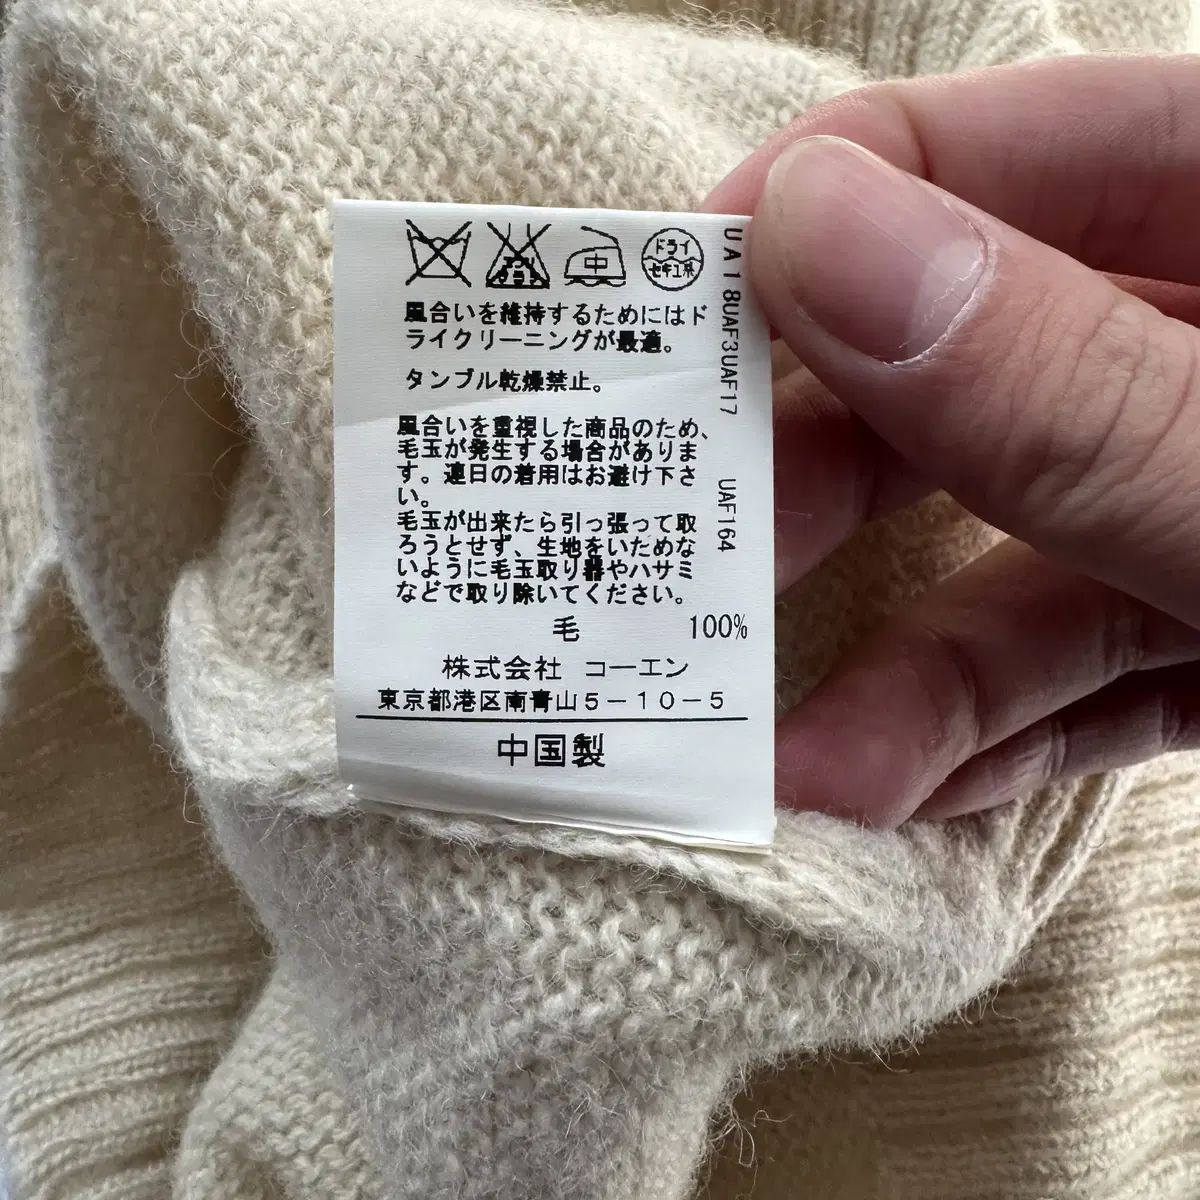 中
ドライ
セキユ系
風合いを維持するためにはド
ライクリーニングが最適。
タンブル乾燥禁止。
風合いを重視した商品のため、
毛玉が発生する場合がありま
す。連日の着用はお避け下さ
い。
毛玉が出来たら引っ張って取
ろうとせず、生地をいためな
いように毛玉取り器やハサミ
などで取り除いてください。
毛 100%
株式会社 コーエン
東京都港区南青山5-10-5
中国製
UA18UAF3UAF17
UAF164